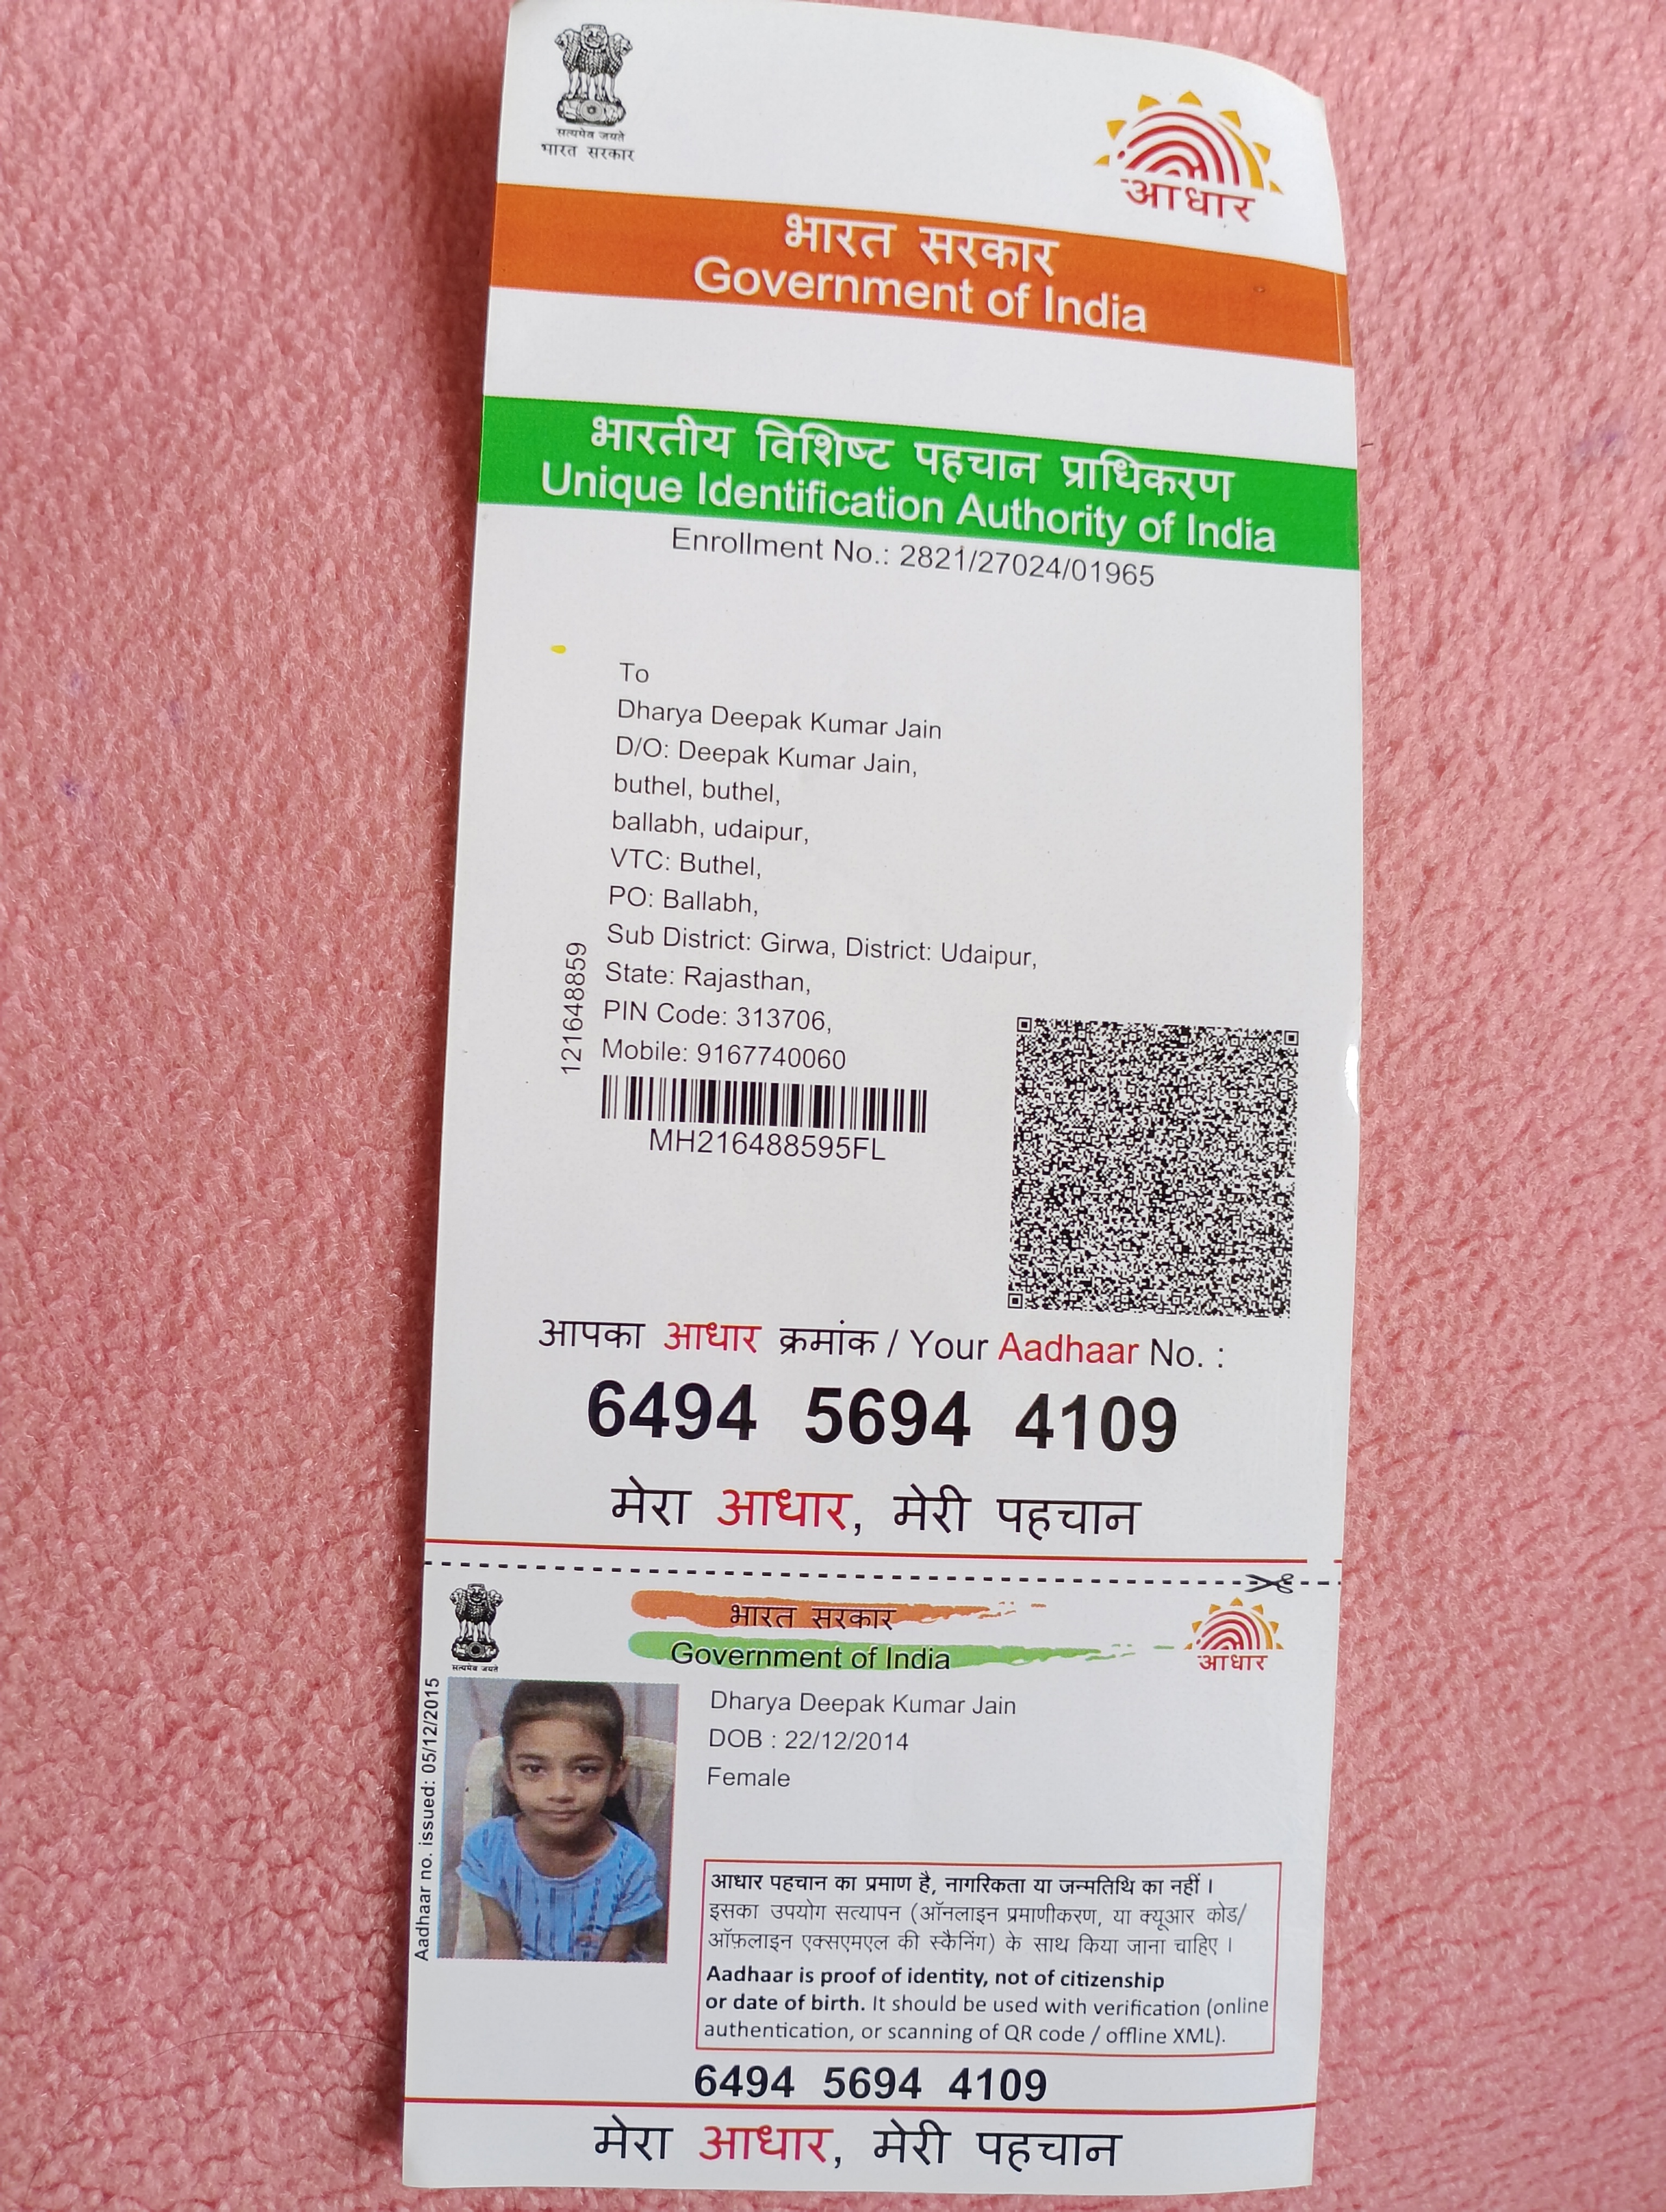 सत्यमेव जयते
भारत सरकार
आधार
भारत सरकार
Government of India
भारतीय विशिष्ट पहचान प्राधिकरण
Unique Identification Authority of India
Enrollment No.: 2821/27024/01965
To
Dharya Deepak Kumar Jain
D/O: Deepak Kumar Jain,
buthel, buthel,
ballabh, udaipur,
VTC: Buthel,
PO: Ballabh,
Sub District: Girwa, District: Udaipur,
State: Rajasthan,
PIN Code: 313706,
Mobile: 9167740060
121648859
MH216488595FL
आपका आधार क्रमांक / Your Aadhaar No. :
6494 5694 4109
मेरा आधार, मेरी पहचान
सत्यमेव जयते
भारत सरकार
Government of India
आधार
Aadhaar no. issued: 05/12/2015
Dharya Deepak Kumar Jain
DOB : 22/12/2014
Female
आधार पहचान का प्रमाण है, नागरिकता या जन्मतिथि का नहीं ।
इसका उपयोग सत्यापन (ऑनलाइन प्रमाणीकरण, या क्यूआर कोड/
ऑफ़लाइन एक्सएमएल की स्कैनिंग) के साथ किया जाना चाहिए ।
Aadhaar is proof of identity, not of citizenship
or date of birth. It should be used with verification (online
authentication, or scanning of QR code / offline XML).
6494 5694 4109
मेरा आधार, मेरी पहचान